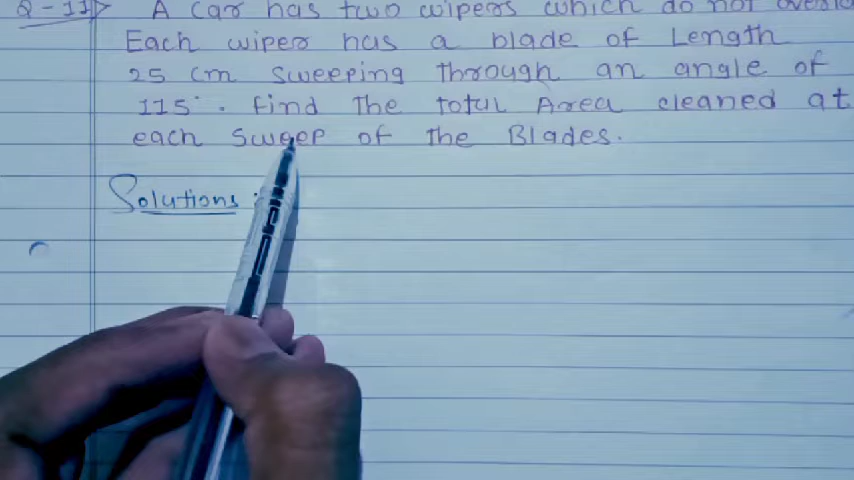 Q-11> A car has two wipers which do not overla
Each wiper has a blade of Length
25 cm sweeping through an angle of
115°. find the total Area cleaned at
each sweep of the Blades.
Solutions :